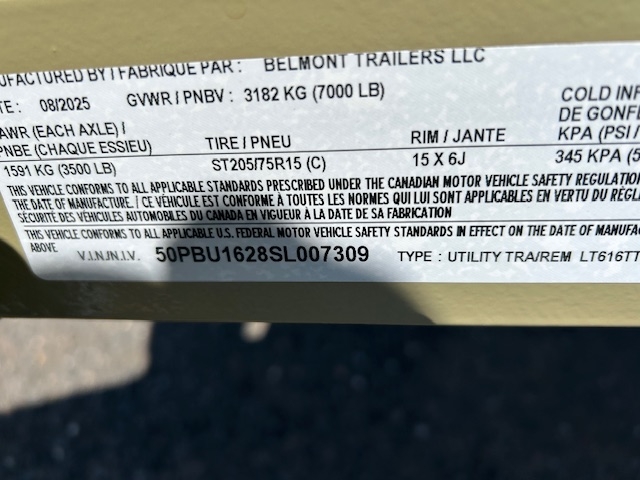 UFACTURED BY / FABRIQUE PAR : BELMONT TRAILERS LLC
TE : 08/2025 GVWR / PNBV : 3182 KG (7000 LB)
COLD INF
AWR (EACH AXLE) / DE GONFL
PNBE (CHAQUE ESSIEU) TIRE / PNEU RIM / JANTE KPA (PSI /
1591 KG (3500 LB) ST205/75R15 (C) 15 X 6J 345 KPA (5
THIS VEHICLE CONFORMS TO ALL APPLICABLE STANDARDS PRESCRIBED UNDER THE CANADIAN MOTOR VEHICLE SAFETY REGULATION
THE DATE OF MANUFACTURE. / CE VÉHICULE EST CONFORME À TOUTES LES NORMES QUI LUI SONT APPLICABLES EN VERTU DU RÈGLE
SÉCURITÉ DES VÉHICULES AUTOMOBILES DU CANADA EN VIGUEUR À LA DATE DE SA FABRICATION
THIS VEHICLE CONFORMS TO ALL APPLICABLE U.S. FEDERAL MOTOR VEHICLE SAFETY STANDARDS IN EFFECT ON THE DATE OF MANUFA
ABOVE
V.I.N./N.I.V. 50PBU1628SL007309 TYPE : UTILITY TRA/REM LT616TT